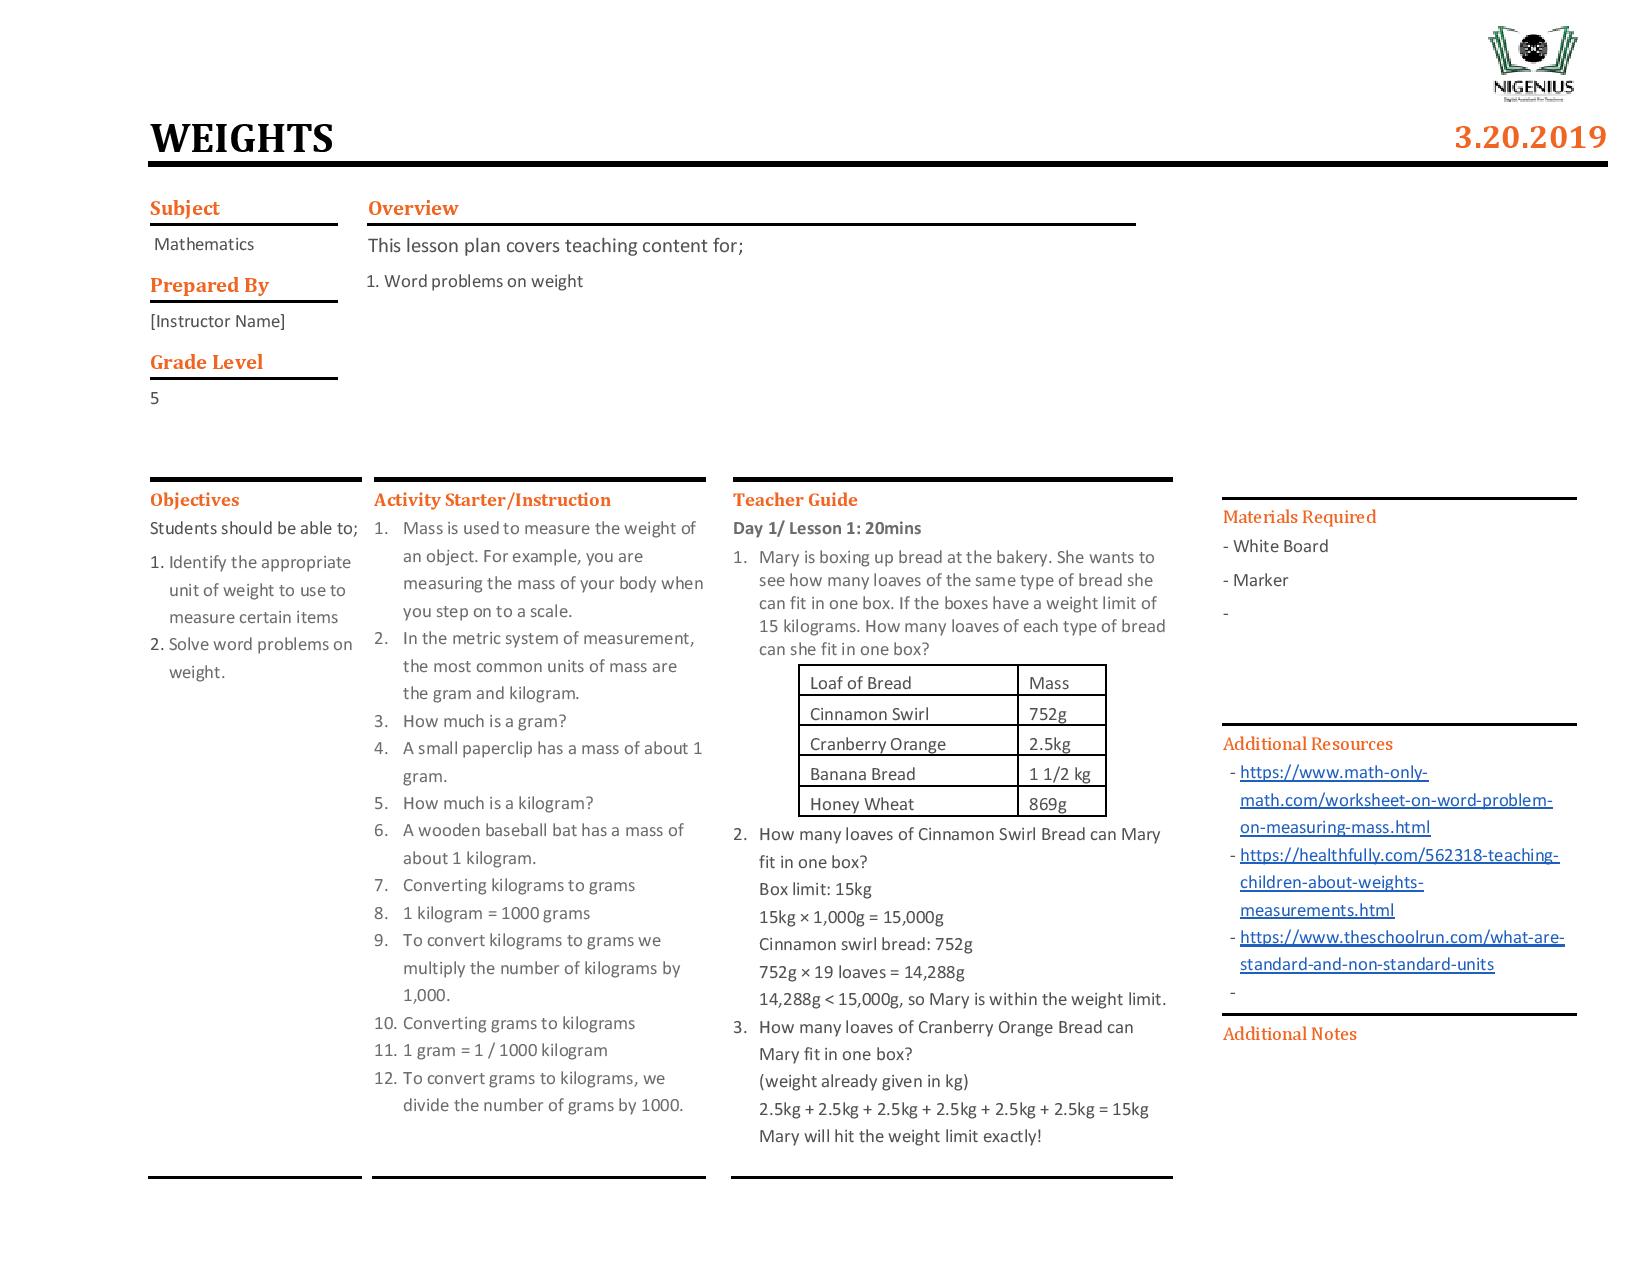 NIGENIUS
Digital Assistant For Teachers
WEIGHTS
3.20.2019
Subject
Mathematics
Prepared By
[Instructor Name]
Grade Level
5
Overview
This lesson plan covers teaching content for;
1. Word problems on weight
Objectives
Students should be able to;
1. Identify the appropriate
unit of weight to use to
measure certain items
2. Solve word problems on
weight.
Activity Starter/Instruction
1. Mass is used to measure the weight of
an object. For example, you are
measuring the mass of your body when
you step on to a scale.
2. In the metric system of measurement,
the most common units of mass are
the gram and kilogram.
3. How much is a gram?
4. A small paperclip has a mass of about 1
gram.
5. How much is a kilogram?
6. A wooden baseball bat has a mass of
about 1 kilogram.
7. Converting kilograms to grams
8. 1 kilogram = 1000 grams
9. To convert kilograms to grams we
multiply the number of kilograms by
1,000.
10. Converting grams to kilograms
11. 1 gram = 1 / 1000 kilogram
12. To convert grams to kilograms, we
divide the number of grams by 1000.
Teacher Guide
Day 1/ Lesson 1: 20mins
1. Mary is boxing up bread at the bakery. She wants to
see how many loaves of the same type of bread she
can fit in one box. If the boxes have a weight limit of
15 kilograms. How many loaves of each type of bread
can she fit in one box?
Loaf of Bread Mass
Cinnamon Swirl 752g
Cranberry Orange 2.5kg
Banana Bread 1 1/2 kg
Honey Wheat 869g
2. How many loaves of Cinnamon Swirl Bread can Mary
fit in one box?
Box limit: 15kg
15kg × 1,000g = 15,000g
Cinnamon swirl bread: 752g
752g × 19 loaves = 14,288g
14,288g < 15,000g, so Mary is within the weight limit.
3. How many loaves of Cranberry Orange Bread can
Mary fit in one box?
(weight already given in kg)
2.5kg + 2.5kg + 2.5kg + 2.5kg + 2.5kg + 2.5kg = 15kg
Mary will hit the weight limit exactly!
Materials Required
- White Board
- Marker
-
Additional Resources
- https://www.math-only-
math.com/worksheet-on-word-problem-
on-measuring-mass.html
- https://healthfully.com/562318-teaching-
children-about-weights-
measurements.html
- https://www.theschoolrun.com/what-are-
standard-and-non-standard-units
-
Additional Notes